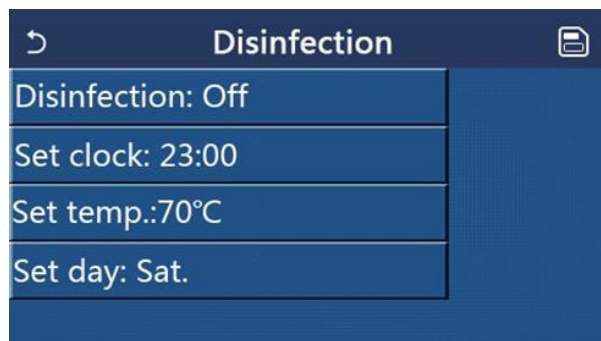 Disinfection
Disinfection: Off
Set clock: 23:00
Set temp.:70℃
Set day: Sat.